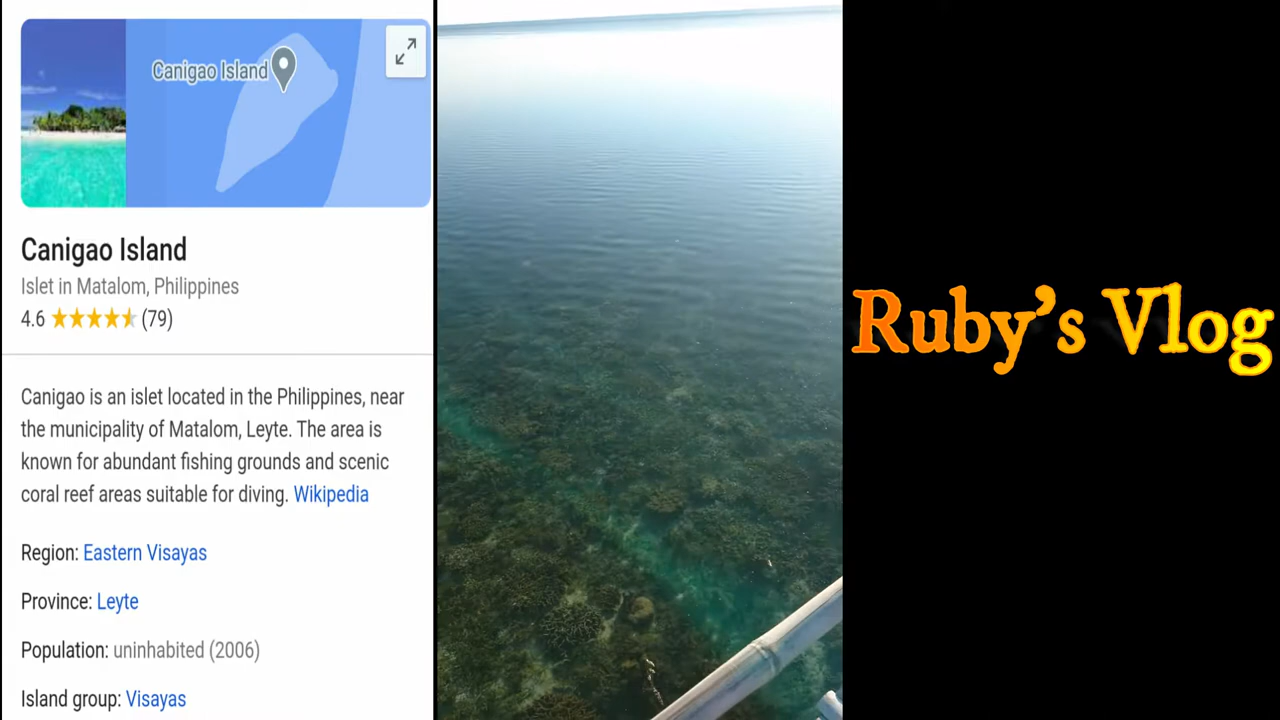 Canigao Island
Canigao Island
Islet in Matalom, Philippines
4.6 ★★★★★ (79)
Canigao is an islet located in the Philippines, near
the municipality of Matalom, Leyte. The area is
known for abundant fishing grounds and scenic
coral reef areas suitable for diving. Wikipedia
Region: Eastern Visayas
Province: Leyte
Population: uninhabited (2006)
Island group: Visayas
Ruby's Vlog